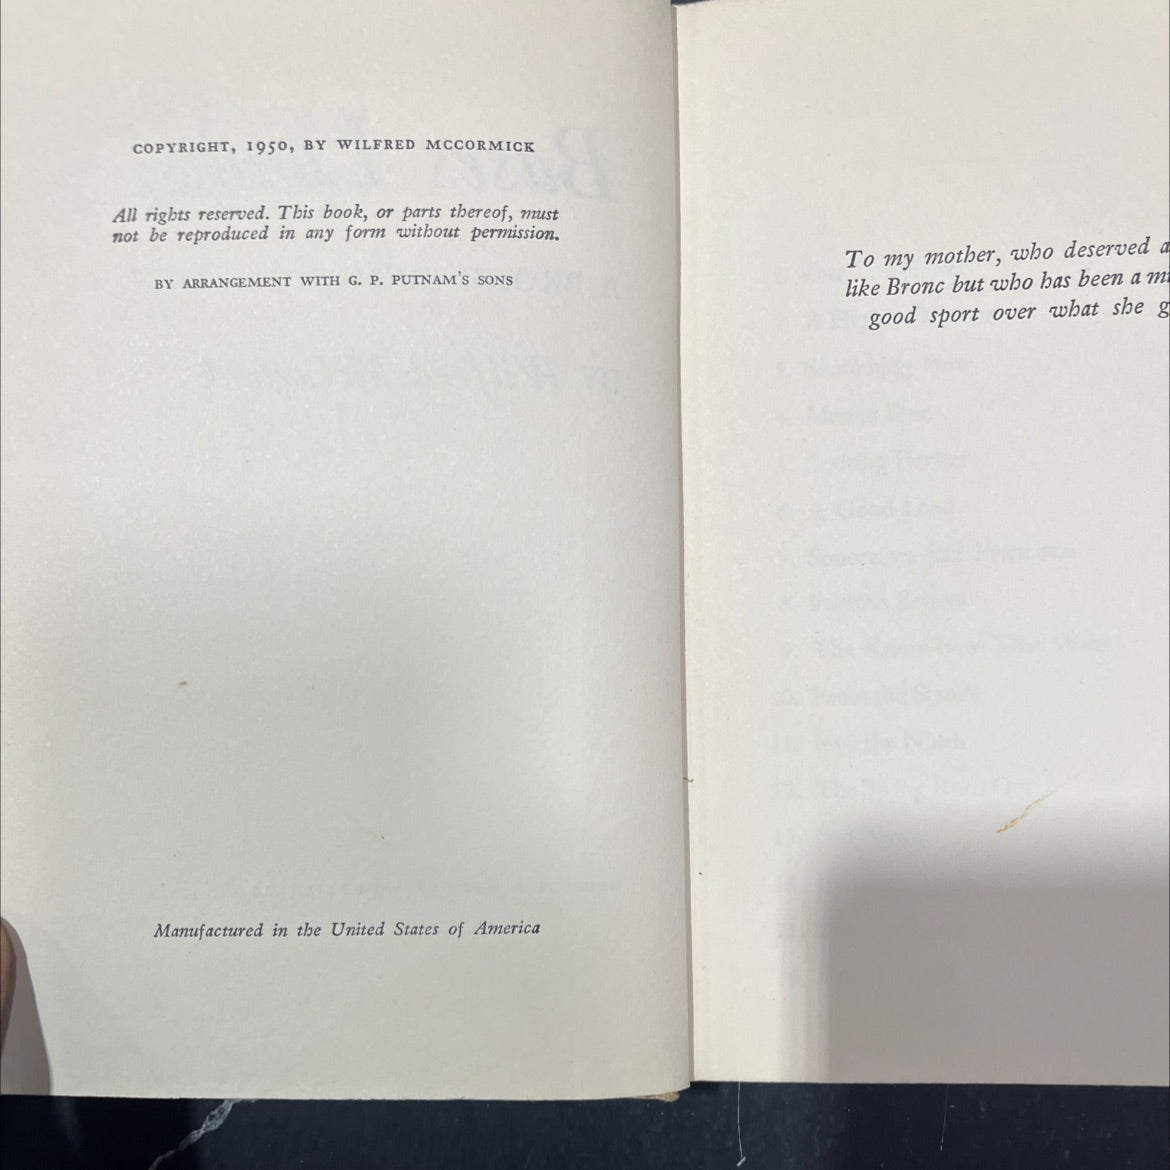 COPYRIGHT, 1950, BY WILFRED MCCORMICK
All rights reserved. This book, or parts thereof, must
not be reproduced in any form without permission.
BY ARRANGEMENT WITH G. P. PUTNAM'S SONS
Manufactured in the United States of America
To my mother, who deserved a
like Bronc but who has been a
good sport over what she